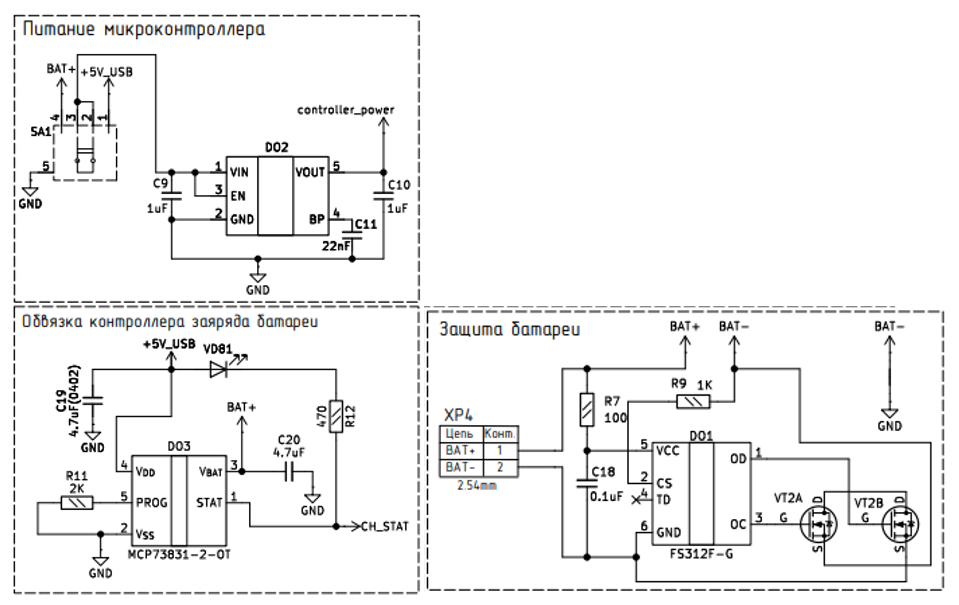 Питание микроконтроллера
BAT+
+5V_USB
4
3
2
1
SA1
5
GND
controller_power
DO2
1
VIN
VOUT
5
C9
1uF
3
EN
C10
1uF
2
GND
BP
4
C11
22nF
GND
Обвязка контроллера заяряда батареи
+5V_USB
VD81
C19
4.7uF(0402)
GND
470
R12
BAT+
DO3
C20
4.7uF
4
VDD
VBAT
3
R11
2K
5
PROG
STAT
1
GND
2
VSS
CH_STAT
MCP73831-2-OT
GND
Защита батареи
BAT+
BAT-
BAT-
R9
1K
R7
100
GND
XP4
Цепь
Конт.
BAT+
1
BAT-
2
2.54mm
DO1
5
VCC
OD
1
C18
0.1uF
2
CS
4
TD
VT2A
D
VT2B
D
6
GND
OC
3
G
G
S
S
FS312F-G